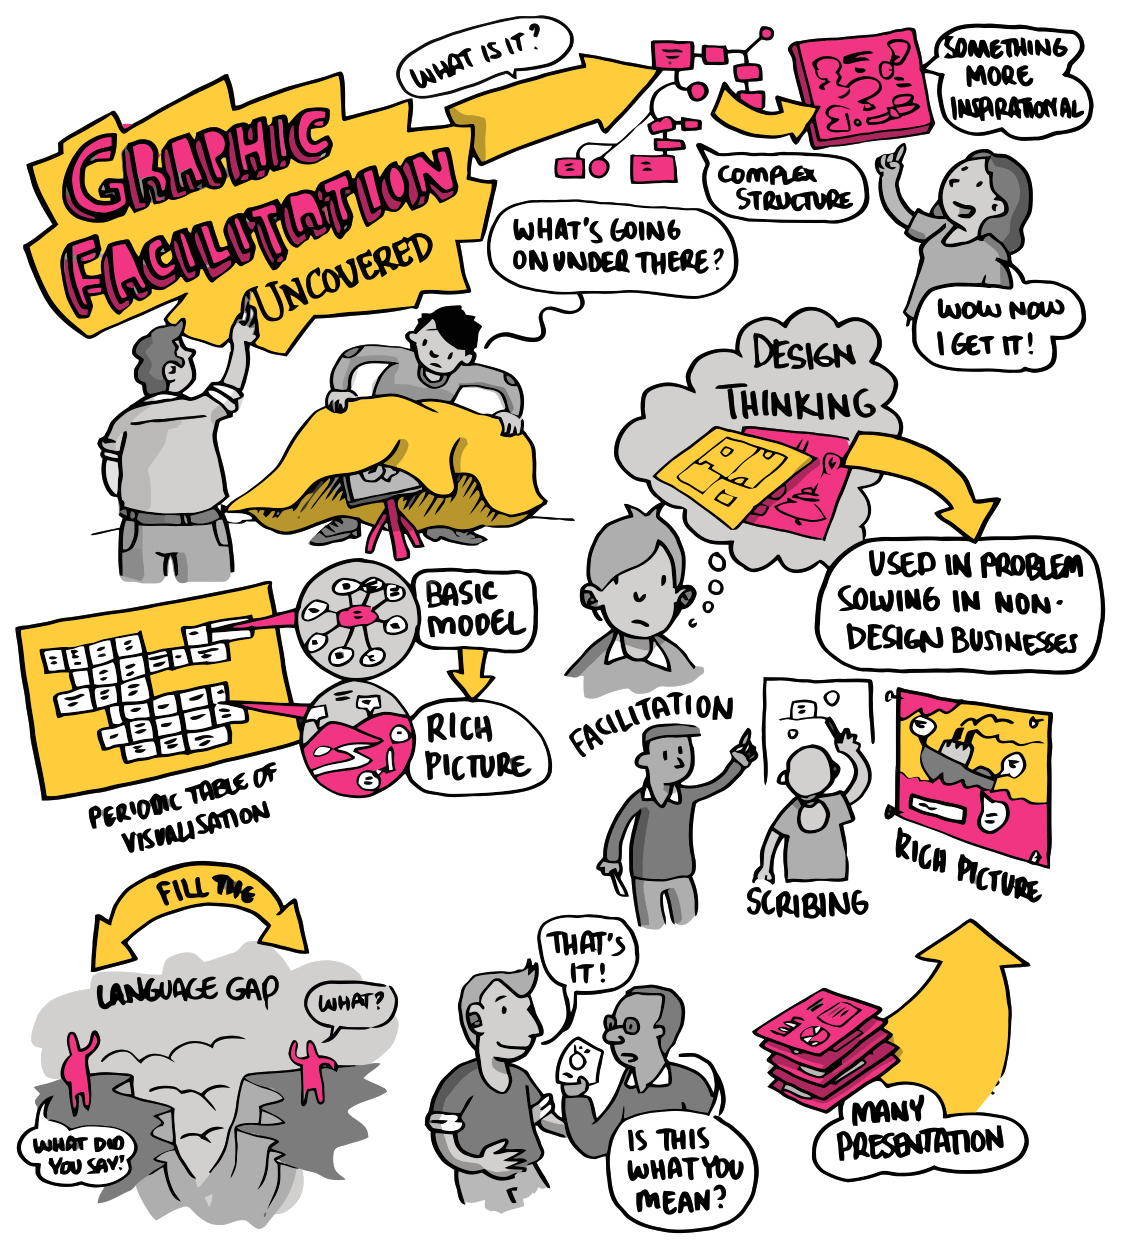 GRAPHIC
FACILITATION
UNCOVERED
WHAT IS IT?
COMPLEX
STRUCTURE
SOMETHING
MORE
INSPIRATIONAL
WOW NOW
I GET IT!
WHAT'S GOING
ON UNDER THERE?
DESIGN
THINKING
USED IN PROBLEM
SOLVING IN NON-
DESIGN BUSINESSES
BASIC
MODEL
RICH
PICTURE
PERIODIC TABLE OF
VISUALISATION
FACILITATION
SCRIBING
RICH PICTURE
FILL THE
LANGUAGE GAP
WHAT?
WHAT DID
YOU SAY?
THAT'S
IT!
IS THIS
WHAT YOU
MEAN?
MANY
PRESENTATION